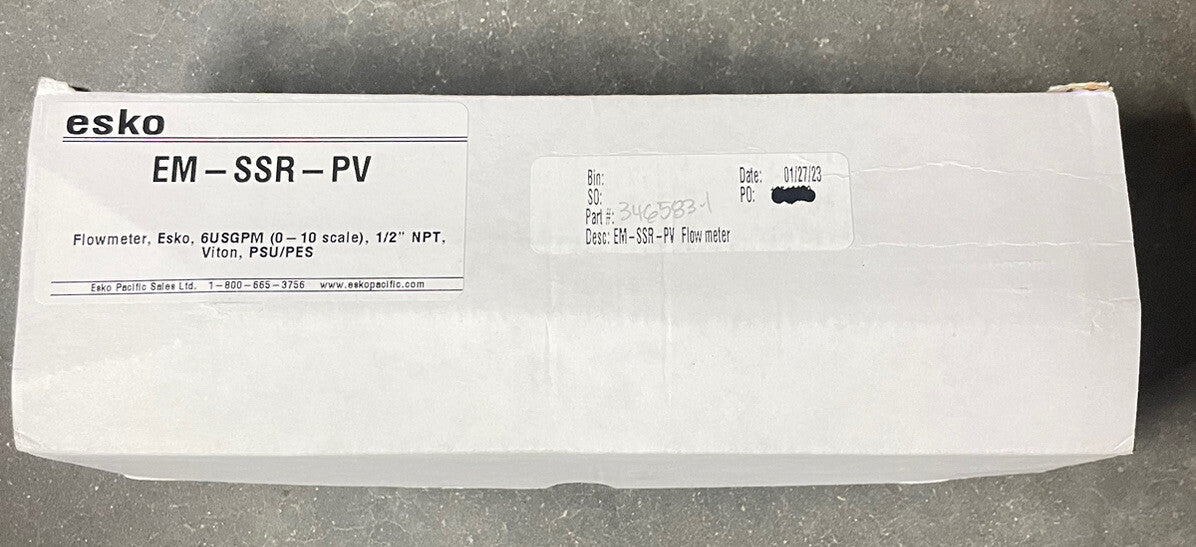 esko
EM-SSR-PV
Flowmeter, Esko, 6USGPM (0-10 scale), 1/2" NPT,
Viton, PSU/PES
Esko Pacific Sales Ltd. 1-800-665-3756 www.eskopacific.com
Bin:
SO:
Part #: 346583-1
Desc: EM-SSR-PV Flow meter
Date: 01/27/23
PO: